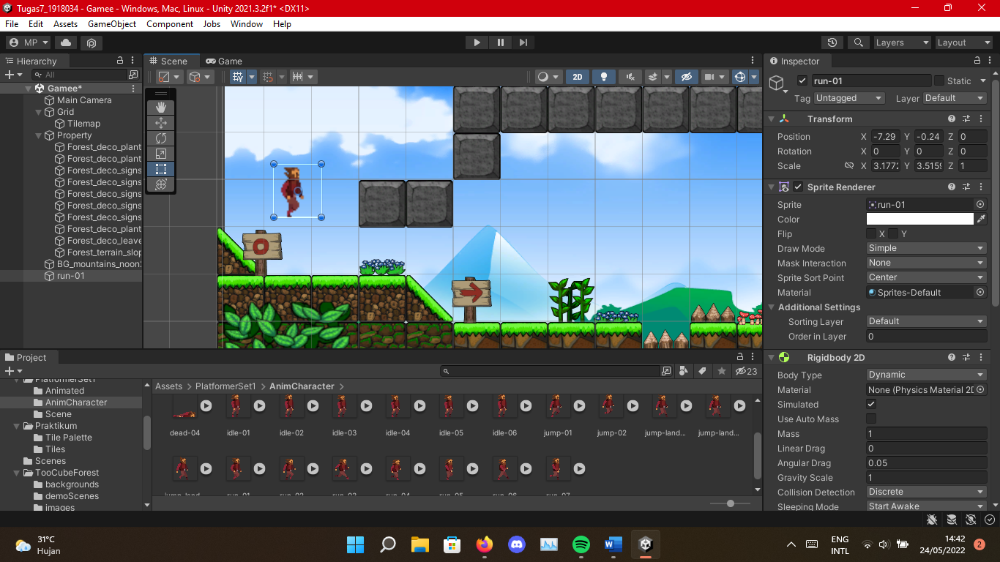 Tugas7_1918034 - Gamee - Windows, Mac, Linux - Unity 2021.3.2f1* <DX11>
File Edit Assets GameObject Component Jobs Window Help
MP
Layers
Layout
Hierarchy
All
Gamee*
Main Camera
Grid
Tilemap
Property
Forest_deco_plant
Forest_deco_plant
Forest_deco_signs
Forest_deco_signs
Forest_deco_signs
Forest_deco_signs
Forest_deco_signs
Forest_deco_plant
Forest_deco_leave
Forest_terrain_slop
BG_mountains_noon
run-01
Scene
Game
2D
Inspector
run-01
Static
Tag Untagged
Layer Default
Transform
Position X -7.29 Y -0.24 Z 0
Rotation X 0 Y 0 Z 0
Scale X 3.1772 Y 3.515 Z 1
Sprite Renderer
Sprite run-01
Color
Flip X Y
Draw Mode Simple
Mask Interaction None
Sprite Sort Point Center
Material Sprites-Default
Additional Settings
Sorting Layer Default
Order in Layer 0
Rigidbody 2D
Body Type Dynamic
Material None (Physics Material 2D
Simulated
Use Auto Mass
Mass 1
Linear Drag 0
Angular Drag 0.05
Gravity Scale 1
Collision Detection Discrete
Sleeping Mode Start Awake
Project
23
PlatformerSet1
Animated
AnimCharacter
Scene
Praktikum
Tile Palette
Tiles
Scenes
TooCubeForest
backgrounds
demoScenes
images
Assets > PlatformerSet1 > AnimCharacter >
dead-04 idle-01 idle-02 idle-03 idle-04 idle-05 idle-06 jump-01 jump-02 jump-land... jump-land...
jump-land... run-01 run-02 run-03 run-04 run-05 run-06 run-07
31°C
Hujan
ENG
INTL
14:42
24/05/2022
2